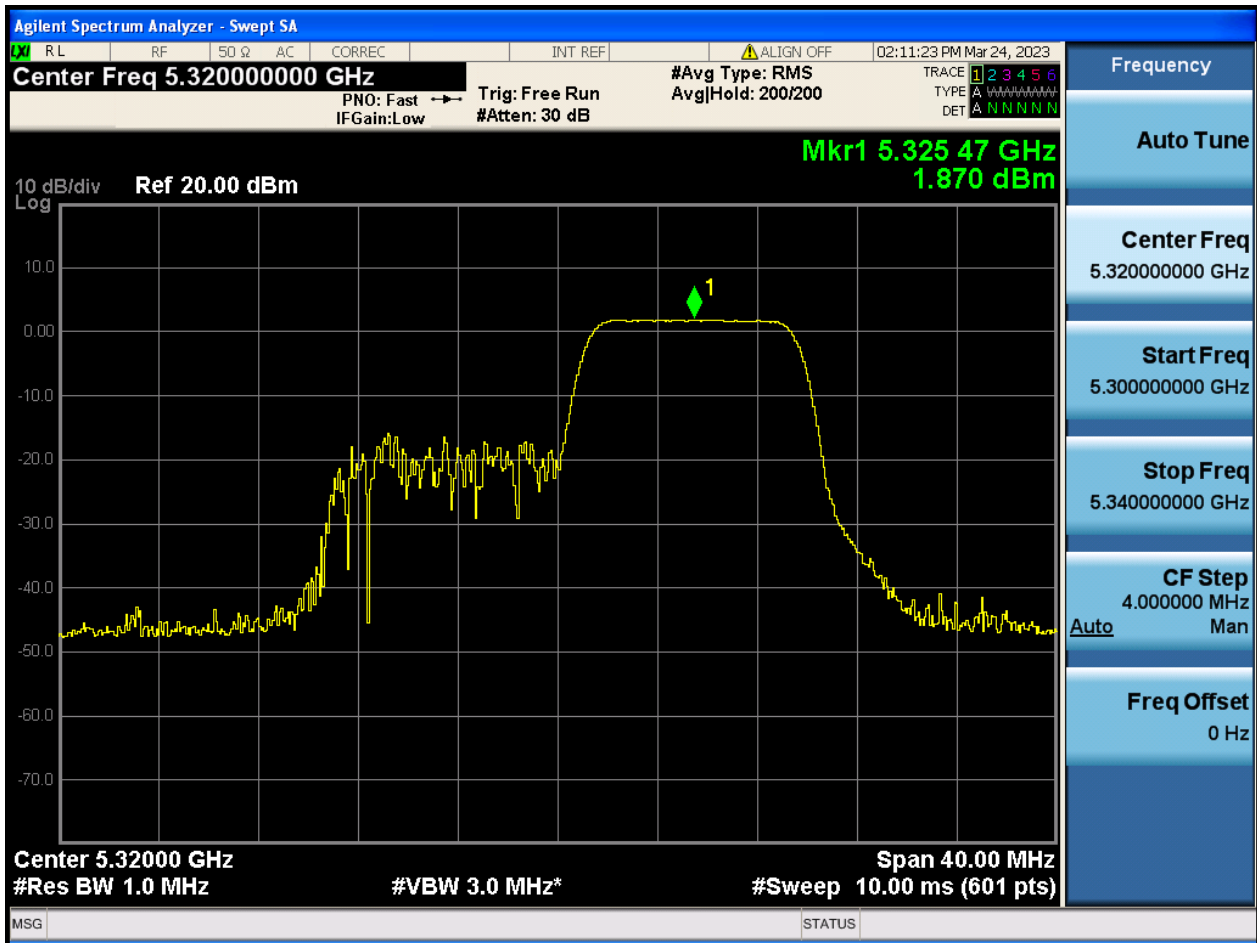 Agilent Spectrum Analyzer - Swept SA
LXI RL RF 50 Ω AC CORREC INT REF ALIGN OFF 02:11:23 PM Mar 24, 2023
Center Freq 5.320000000 GHz
PNO: Fast
IFGain:Low
Trig: Free Run
#Atten: 30 dB
#Avg Type: RMS
Avg|Hold: 200/200
TRACE 1 2 3 4 5 6
TYPE A WWWWW
DET A N N N N N
Mkr1 5.325 47 GHz
1.870 dBm
10 dB/div Ref 20.00 dBm
Log
10.0
0.00
-10.0
-20.0
-30.0
-40.0
-50.0
-60.0
-70.0
1
Center 5.32000 GHz Span 40.00 MHz
#Res BW 1.0 MHz #VBW 3.0 MHz* #Sweep 10.00 ms (601 pts)
MSG STATUS
Frequency
Auto Tune
Center Freq
5.320000000 GHz
Start Freq
5.300000000 GHz
Stop Freq
5.340000000 GHz
CF Step
4.000000 MHz
Auto Man
Freq Offset
0 Hz